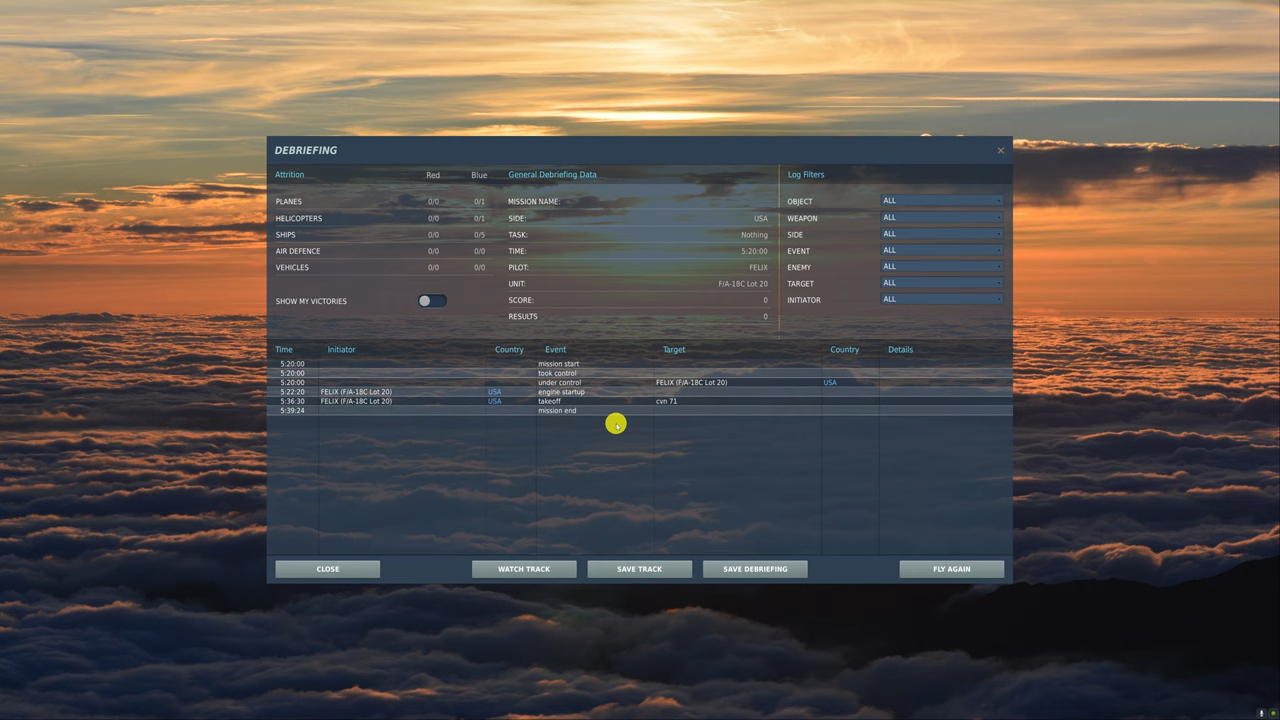 DEBRIEFING
Attrition Red Blue General Debriefing Data Log Filters
PLANES 0/0 0/1 MISSION NAME: OBJECT ALL
HELICOPTERS 0/0 0/1 SIDE: USA WEAPON ALL
SHIPS 0/0 0/5 TASK: Nothing SIDE ALL
AIR DEFENCE 0/0 0/0 TIME: 5:20:00 EVENT ALL
VEHICLES 0/0 0/0 PILOT: FELIX ENEMY ALL
UNIT: F/A-18C Lot 20 TARGET ALL
SHOW MY VICTORIES SCORE: 0 INITIATOR ALL
RESULTS 0
Time Initiator Country Event Target Country Details
5:20:00 mission start
5:20:00 took control
5:20:00 under control FELIX (F/A-18C Lot 20) USA
5:22:20 FELIX (F/A-18C Lot 20) USA engine startup
5:36:30 FELIX (F/A-18C Lot 20) USA takeoff cvn 71
5:39:24 mission end
CLOSE WATCH TRACK SAVE TRACK SAVE DEBRIEFING FLY AGAIN